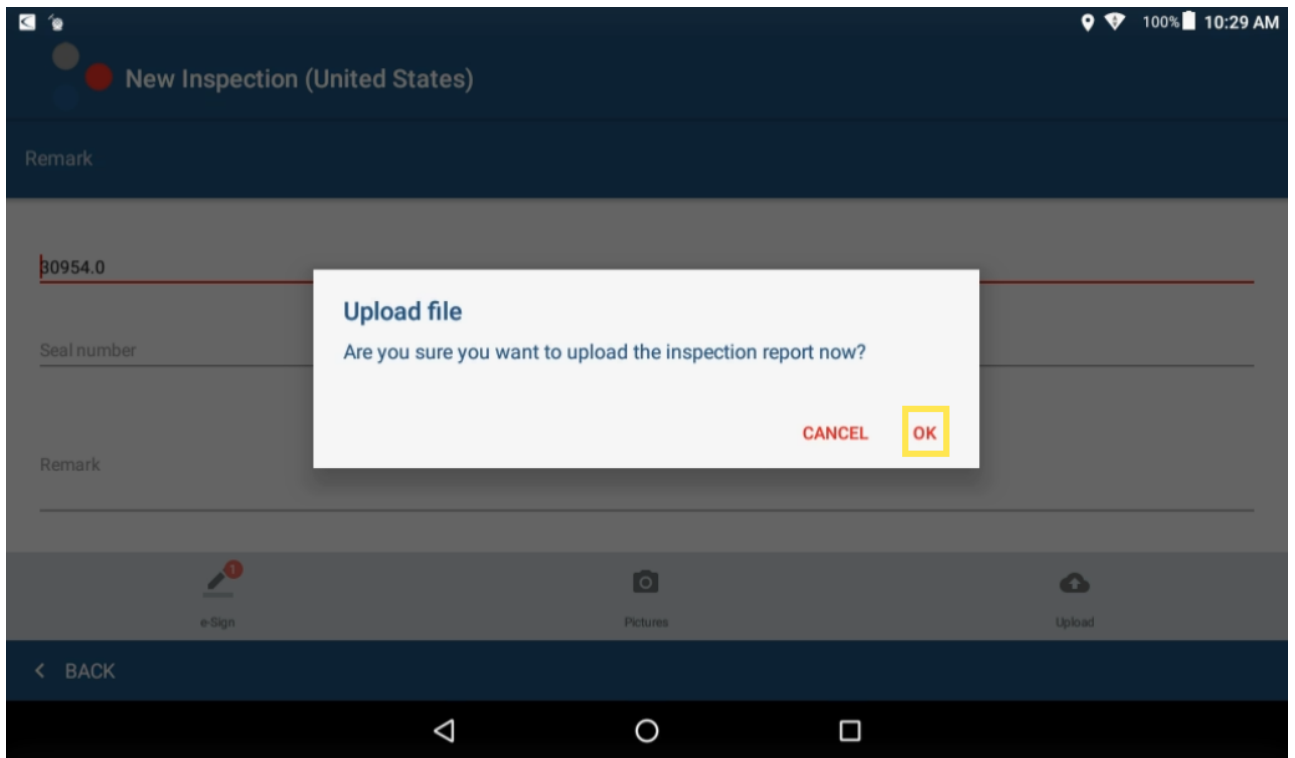 100% 10:29 AM
New Inspection (United States)
Remark
30954.0
Upload file
Are you sure you want to upload the inspection report now?
Seal number
CANCEL OK
Remark
1
e-Sign Pictures Upload
BACK